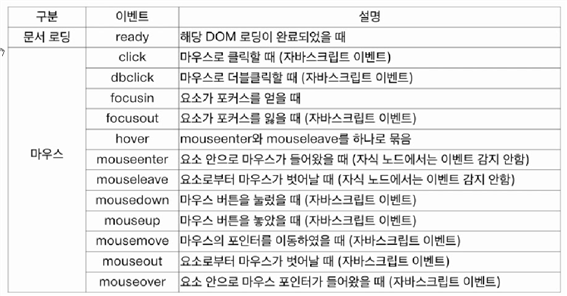 구분 이벤트 설명
문서 로딩 ready 해당 DOM 로딩이 완료되었을 때
click 마우스로 클릭할 때 (자바스크립트 이벤트)
dbclick 마우스로 더블클릭할 때 (자바스크립트 이벤트)
focusin 요소가 포커스를 얻을 때
focusout 요소가 포커스를 잃을 때 (자바스크립트 이벤트)
hover mouseenter와 mouseleave를 하나로 묶음
마우스 mouseenter 요소 안으로 마우스가 들어왔을 때 (자식 노드에서는 이벤트 감지 안함)
mouseleave 요소로부터 마우스가 벗어날 때 (자식 노드에서는 이벤트 감지 안함)
mousedown 마우스 버튼을 눌렀을 때 (자바스크립트 이벤트)
mouseup 마우스 버튼을 놓았을 때 (자바스크립트 이벤트)
mousemove 마우스의 포인터를 이동하였을 때 (자바스크립트 이벤트)
mouseout 요소로부터 마우스가 벗어날 때 (자바스크립트 이벤트)
mouseover 요소 안으로 마우스 포인터가 들어왔을 때 (자바스크립트 이벤트)